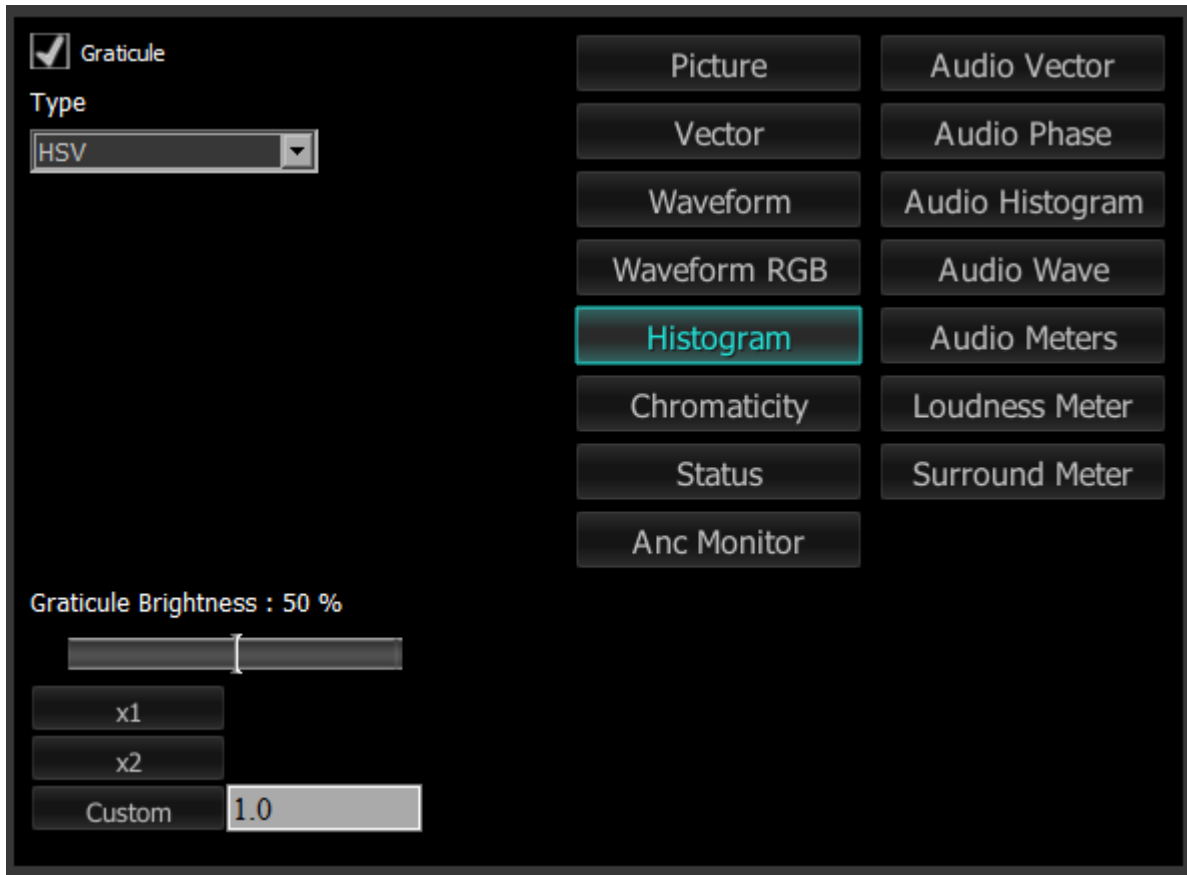 Graticule
Type
HSV
Picture
Vector
Waveform
Waveform RGB
Histogram
Chromaticity
Status
Anc Monitor
Audio Vector
Audio Phase
Audio Histogram
Audio Wave
Audio Meters
Loudness Meter
Surround Meter
Graticule Brightness : 50 %
x1
x2
Custom
1.0